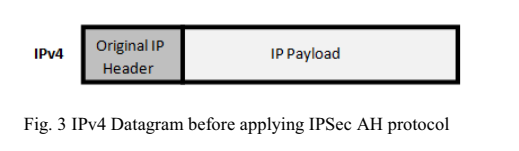 IPv4
Original IP
Header
IP Payload
Fig. 3 IPv4 Datagram before applying IPSec AH protocol